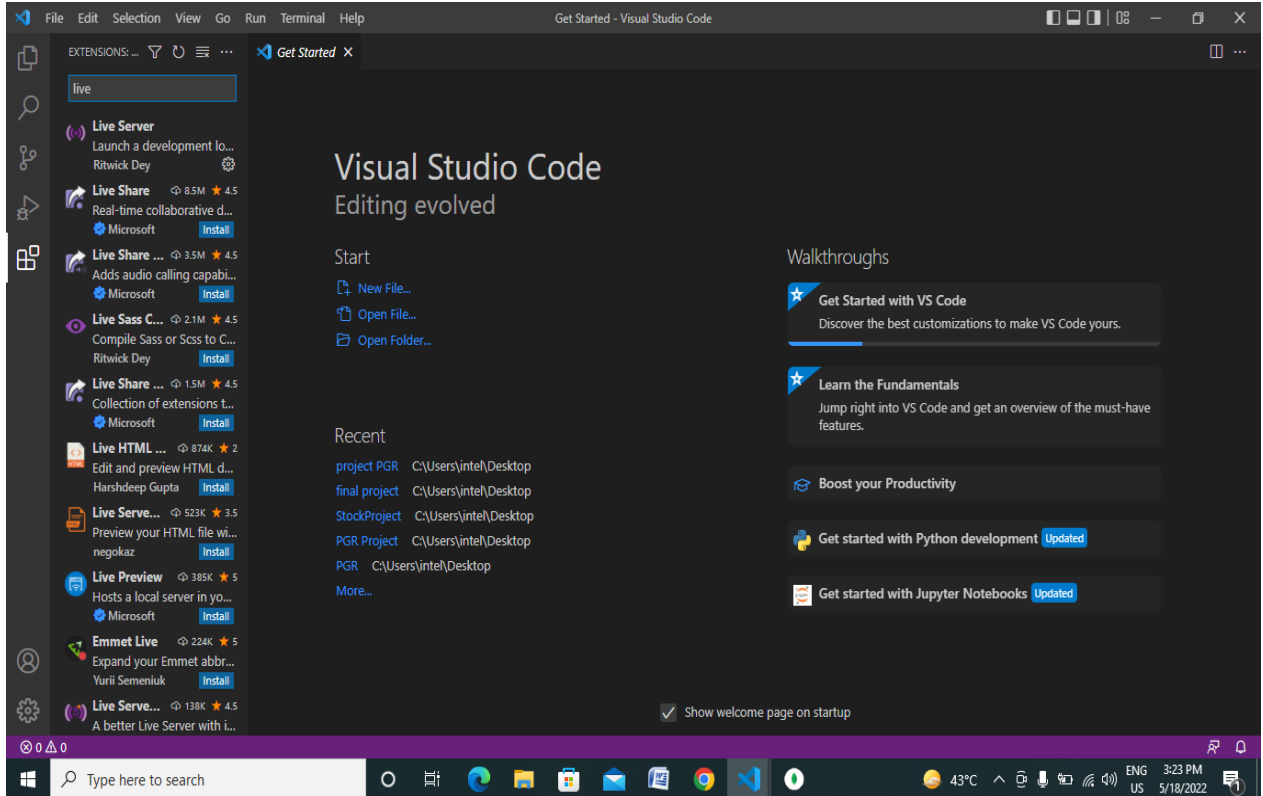 File Edit Selection View Go Run Terminal Help
Get Started - Visual Studio Code
EXTENSIONS: ...
Get Started
live
Live Server
Launch a development lo...
Ritwick Dey
Live Share 8.5M ★ 4.5
Real-time collaborative d...
Microsoft Install
Live Share ... 3.5M ★ 4.5
Adds audio calling capabi...
Microsoft Install
Live Sass C... 2.1M ★ 4.5
Compile Sass or Scss to C...
Ritwick Dey Install
Live Share ... 1.5M ★ 4.5
Collection of extensions t...
Microsoft Install
Live HTML ... 874K ★ 2
Edit and preview HTML d...
Harshdeep Gupta Install
Live Serve... 523K ★ 3.5
Preview your HTML file wi...
negokaz Install
Live Preview 385K ★ 5
Hosts a local server in yo...
Microsoft Install
Emmet Live 224K ★ 5
Expand your Emmet abbr...
Yurii Semeniuk Install
Live Serve... 138K ★ 4.5
A better Live Server with i...
Visual Studio Code
Editing evolved
Start
New File...
Open File...
Open Folder...
Recent
project PGR C:\Users\intel\Desktop
final project C:\Users\intel\Desktop
StockProject C:\Users\intel\Desktop
PGR Project C:\Users\intel\Desktop
PGR C:\Users\intel\Desktop
More...
Walkthroughs
Get Started with VS Code
Discover the best customizations to make VS Code yours.
Learn the Fundamentals
Jump right into VS Code and get an overview of the must-have
features.
Boost your Productivity
Get started with Python development Updated
Get started with Jupyter Notebooks Updated
Show welcome page on startup
0 0
Type here to search
43°C
ENG
US
3:23 PM
5/18/2022
1